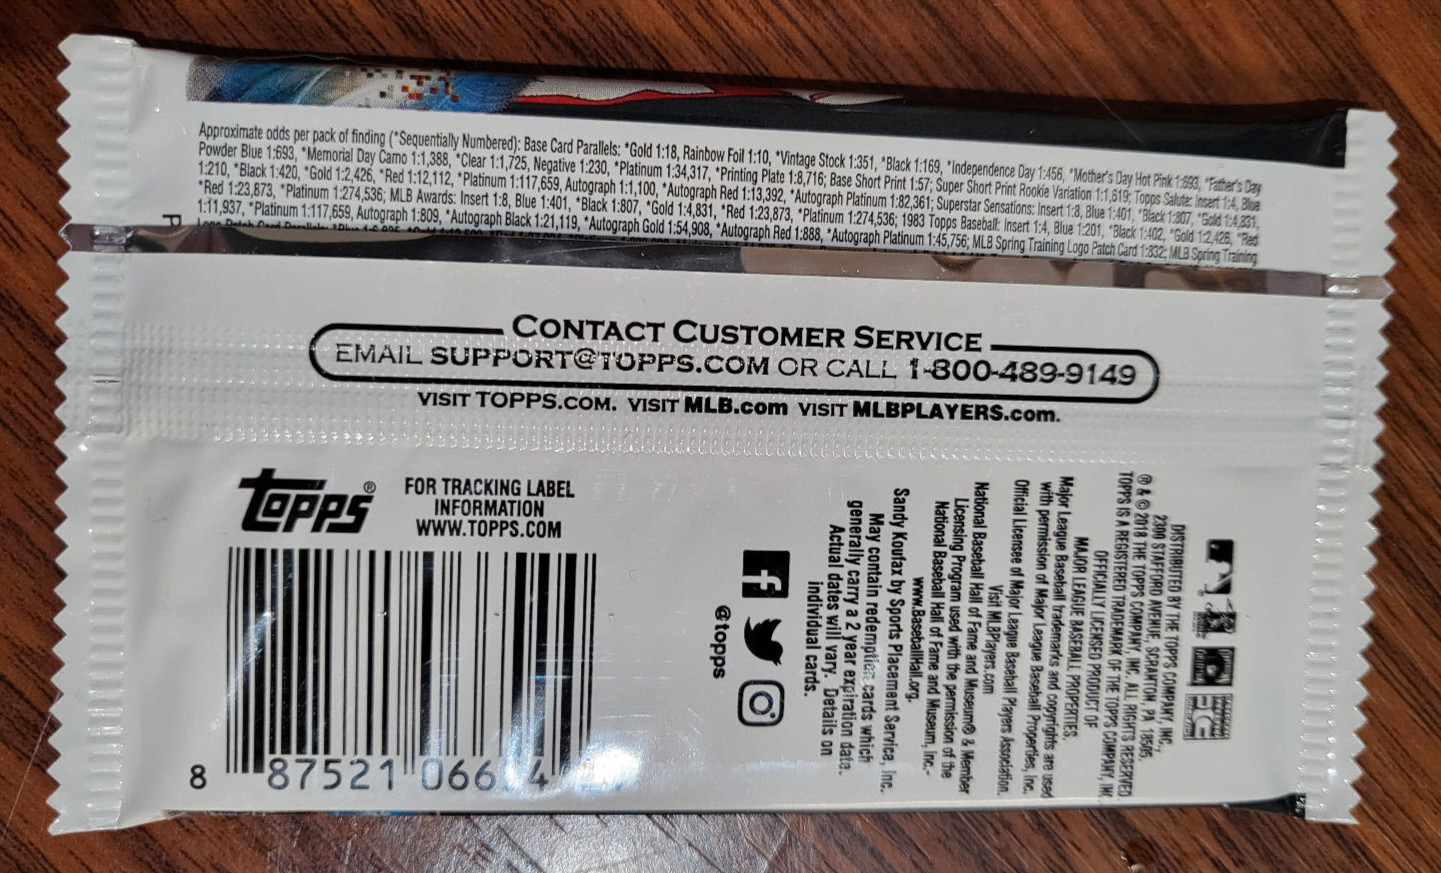 Approximate odds per pack of finding (*Sequentially Numbered): Base Card Parallels: *Gold 1:18, Rainbow Foil 1:10, *Vintage Stock 1:351, *Black 1:169, *Independence Day 1:456, *Mother's Day Hot Pink 1:693, *Father's Day
Powder Blue 1:693, *Memorial Day Camo 1:1,388, *Clear 1:1,725, Negative 1:230, *Platinum 1:34,317, *Printing Plate 1:8,716; Base Short Print 1:57; Super Short Print Rookie Variation 1:1,619; Topps Salute: Insert 1:4, Blue
1:210, *Black 1:420, *Gold 1:2,426, *Red 1:12,112, *Platinum 1:117,659, Autograph 1:1,100, *Autograph Red 1:13,392, *Autograph Platinum 1:82,361; Superstar Sensations: Insert 1:8, Blue 1:401, *Black 1:807, *Gold 1:4,831,
*Red 1:23,873, *Platinum 1:274,536; MLB Awards: Insert 1:8, Blue 1:401, *Black 1:807, *Gold 1:4,831, *Red 1:23,873, *Platinum 1:274,536; 1983 Topps Baseball: Insert 1:4, Blue 1:201, *Black 1:402, *Gold 1:2,426, *Red
1:11,937, *Platinum 1:117,659, Autograph 1:809, *Autograph Black 1:21,119, *Autograph Gold 1:54,908, *Autograph Red 1:888, *Autograph Platinum 1:45,756; MLB Spring Training Logo Patch Card 1:832; MLB Spring Training
CONTACT CUSTOMER SERVICE
EMAIL SUPPORT@TOPPS.COM OR CALL 1-800-489-9149
VISIT TOPPS.COM. VISIT MLB.com VISIT MLBPLAYERS.com.
topps®
FOR TRACKING LABEL
INFORMATION
WWW.TOPPS.COM
8 87521 066 4
@topps
DISTRIBUTED BY THE TOPPS COMPANY, INC.,
2300 STAFFORD AVENUE, SCRANTON, PA 18505.
® & © 2018 THE TOPPS COMPANY, INC. ALL RIGHTS RESERVED.
TOPPS IS A REGISTERED TRADEMARK OF THE TOPPS COMPANY, INC.
OFFICIALLY LICENSED PRODUCT OF
MAJOR LEAGUE BASEBALL PROPERTIES.
Major League Baseball trademarks and copyrights are used
with permission of Major League Baseball Properties, Inc.
Official Licensee of Major League Baseball Players Association.
Visit MLBPlayers.com
National Baseball Hall of Fame and Museum® & Member
Licensing Program used with the permission of the
National Baseball Hall of Fame and Museum, Inc.-
www.BaseballHall.org.
Sandy Koufax by Sports Placement Service, Inc.
May contain redemption cards which
generally carry a 2 year expiration date.
Actual dates will vary. Details on
individual cards.